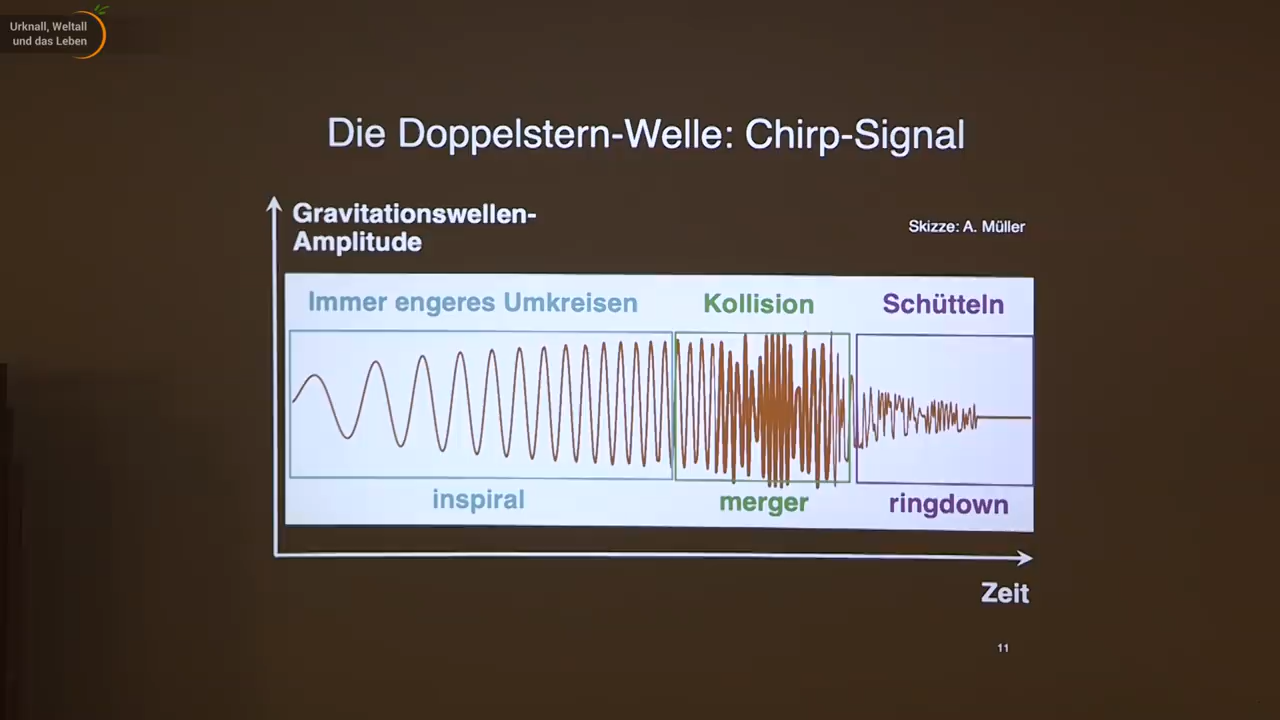 Urknall, Weltall
und das Leben
Die Doppelstern-Welle: Chirp-Signal
Gravitationswellen-
Amplitude
Skizze: A. Müller
Immer engeres Umkreisen
Kollision
Schütteln
inspiral
merger
ringdown
Zeit
11